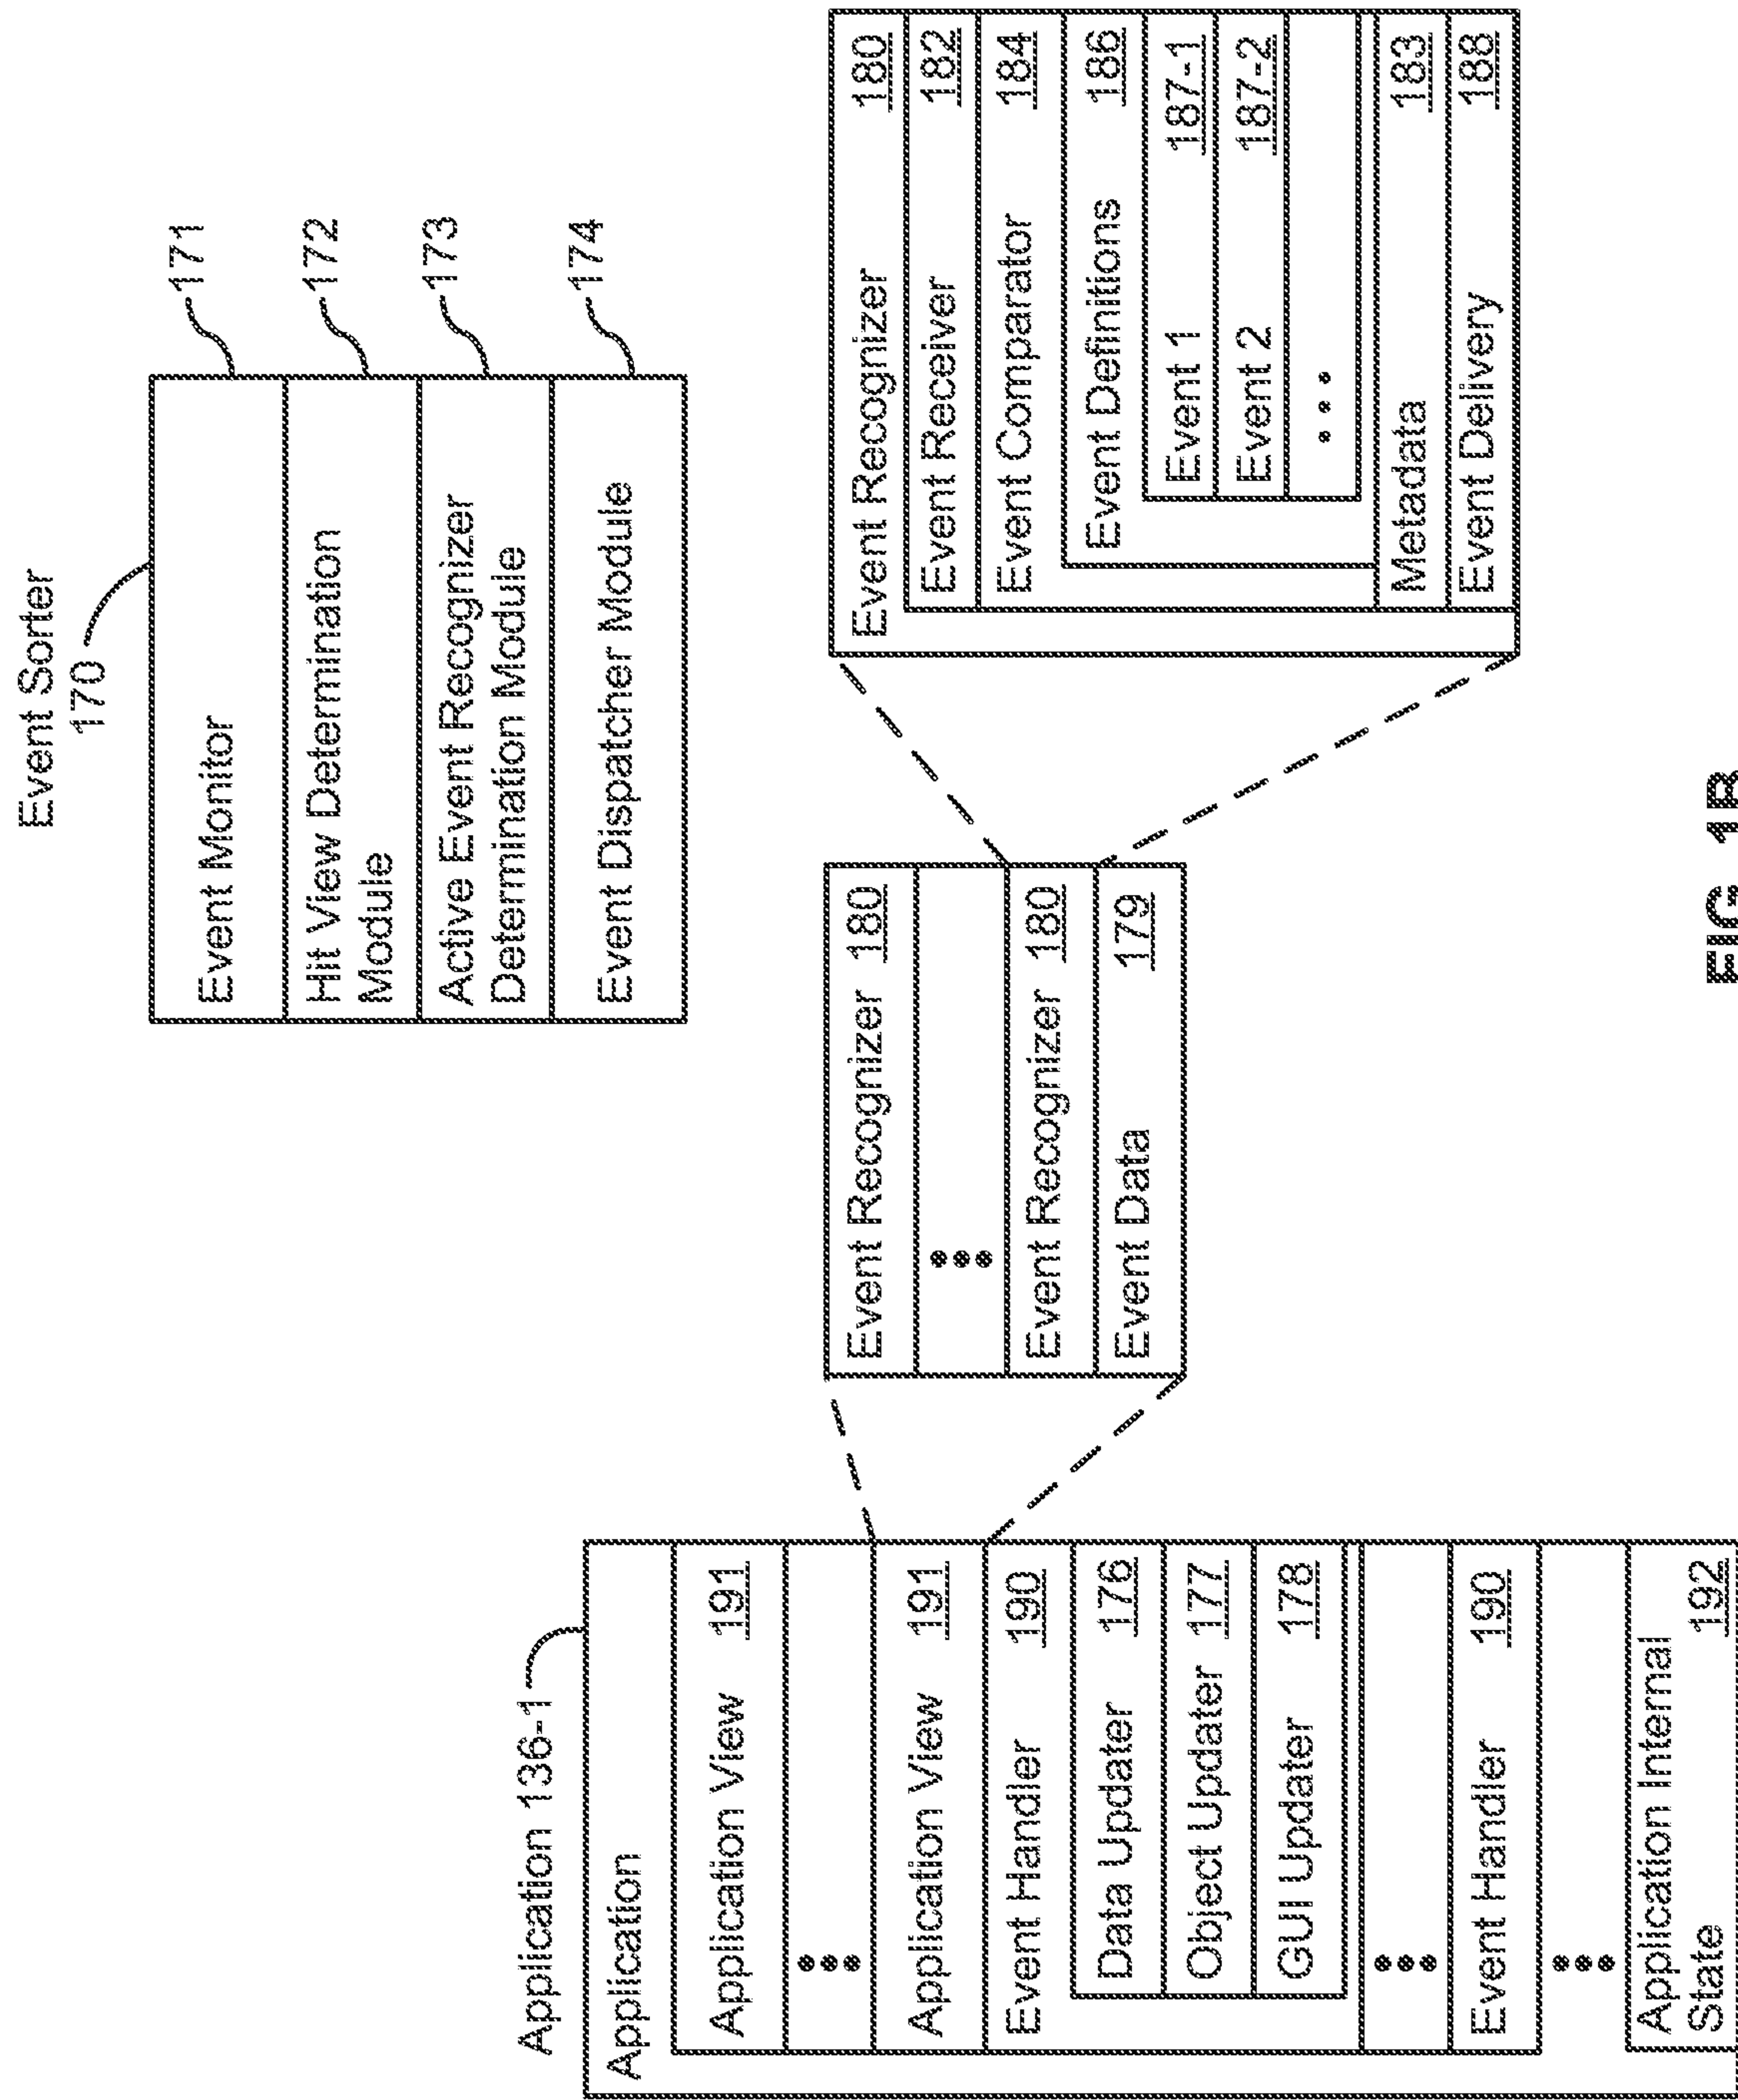 Event Sorter
170
Event Monitor
171
Hit View Determination
Module
172
Active Event Recognizer
Determination Module
173
Event Dispatcher Module
174
Application 136-1
Application
Application View 191
Application View 191
Event Handler 190
Data Updater 176
Object Updater 177
GUI Updater 178
Event Handler 190
Application Internal
State 192
Event Recognizer 180
Event Recognizer 180
Event Data 179
Event Recognizer 180
Event Receiver 182
Event Comparator 184
Event Definitions 186
Event 1 187-1
Event 2 187-2
Metadata 183
Event Delivery 188
FIG. 1B